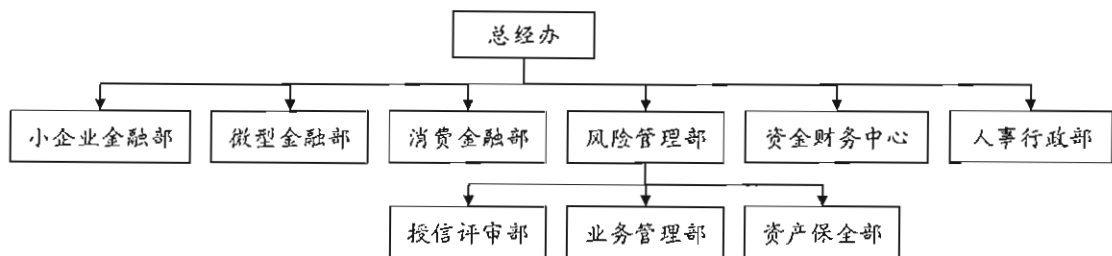 总经办
小企业金融部 微型金融部 消费金融部 风险管理部 资金财务中心 人事行政部
授信评审部 业务管理部 资产保全部